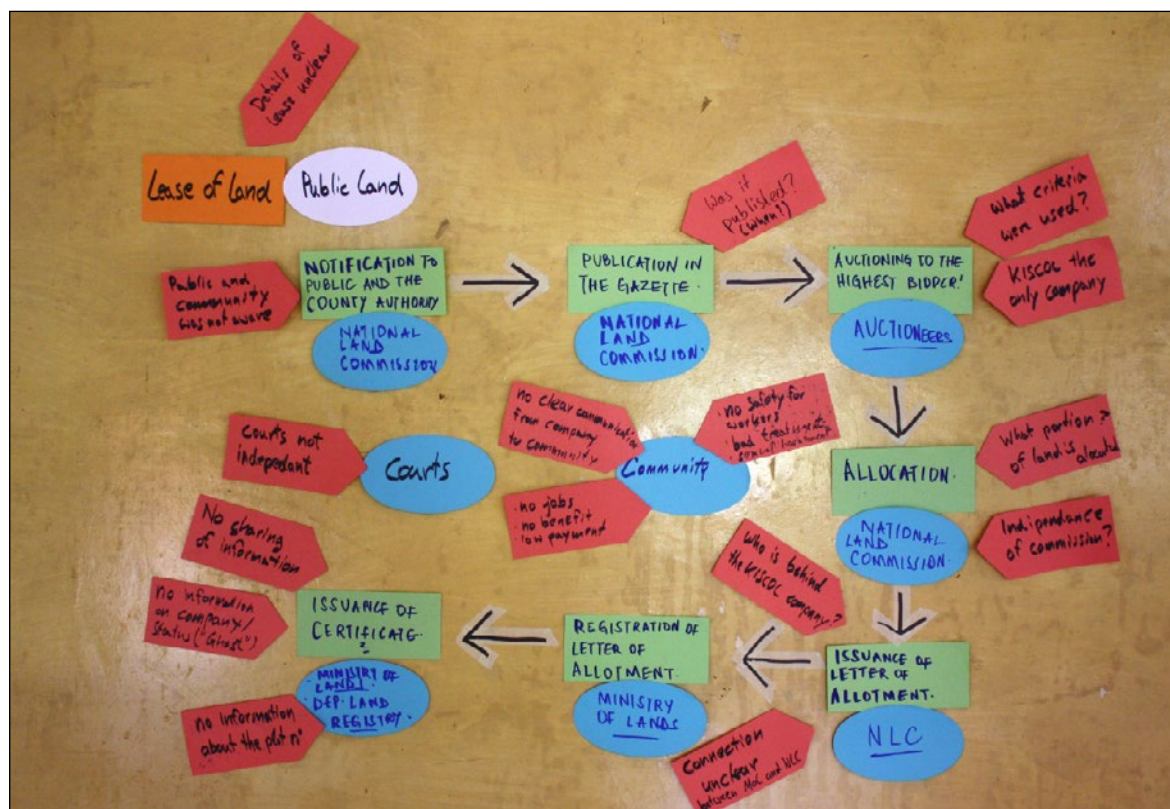 Details of
lease unclear
Lease of Land
Public Land
Public and
community
was not aware
NOTIFICATION TO
PUBLIC AND THE
COUNTY AUTHORITY
NATIONAL
LAND
COMMISSION
Was it
published?
(when?)
PUBLICATION IN
THE GAZETTE.
NATIONAL
LAND
COMMISSION.
What criteria
were used?
KISCOL the
only company
AUCTIONING TO THE
HIGHEST BIDDER!
AUCTIONEERS
courts not
independant
Courts
no clear communication
from company
to community
no safety for
workers
bad treatment
Community
no jobs
no benefit
low payment
What portion
of land is
ALLOCATION.
NATIONAL
LAND
COMMISSION.
Indipendance
of commission?
ISSUANCE OF
LETTER OF
ALLOTMENT.
NLC
who is behind
the KISCOL company?
connection
unclear
between MoL and NLC
REGISTRATION OF
LETTER OF
ALLOTMENT.
MINISTRY
OF LANDS
No sharing
of information
no information
on company/
status ("Ghost")
no information
about the plot n°
ISSUANCE OF
CERTIFICATE.
MINISTRY OF
LANDS.
DEP. LAND
REGISTRY.